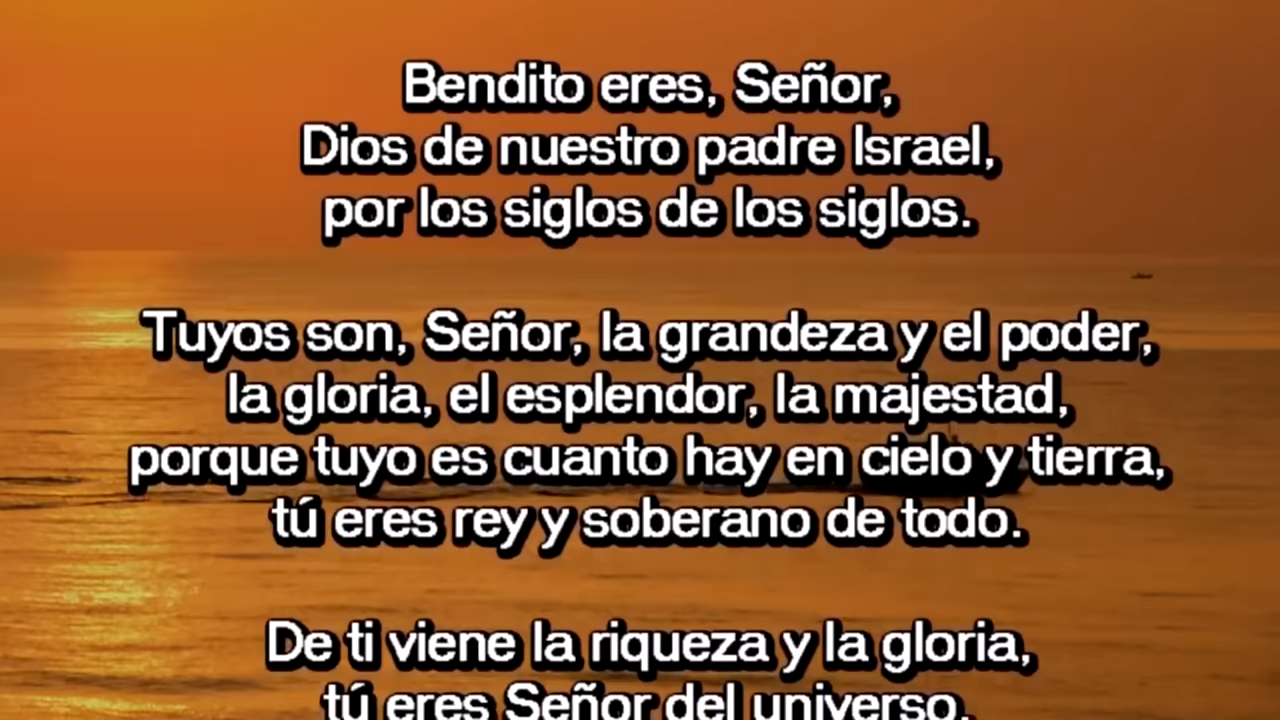 Bendito eres, Señor,
Dios de nuestro padre Israel,
por los siglos de los siglos.
Tuyos son, Señor, la grandeza y el poder,
la gloria, el esplendor, la majestad,
porque tuyo es cuanto hay en cielo y tierra,
tú eres rey y soberano de todo.
De ti viene la riqueza y la gloria,
tú eres Señor del universo,